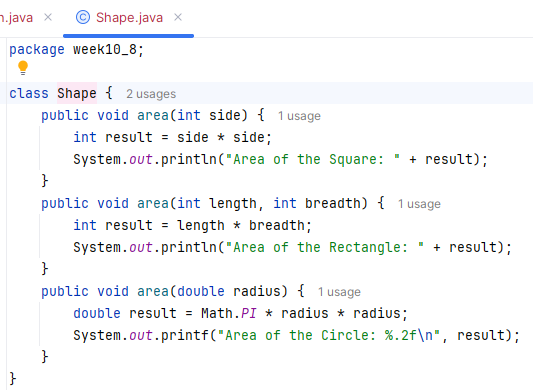 n.java × © Shape.java ×
package week10_8;
class Shape { 2 usages
    public void area(int side) { 1 usage
        int result = side * side;
        System.out.println("Area of the Square: " + result);
    }
    public void area(int length, int breadth) { 1 usage
        int result = length * breadth;
        System.out.println("Area of the Rectangle: " + result);
    }
    public void area(double radius) { 1 usage
        double result = Math.PI * radius * radius;
        System.out.printf("Area of the Circle: %.2f\n", result);
    }
}